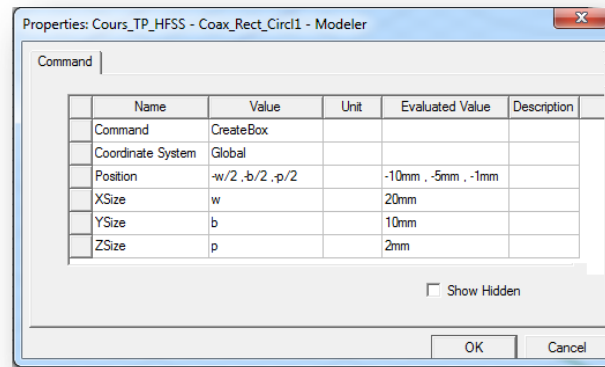 Properties: Cours_TP_HFSS - Coax_Rect_Circl1 - Modeler
Command
Name Value Unit Evaluated Value Description
Command CreateBox
Coordinate System Global
Position -w/2 ,-b/2 ,-p/2 -10mm , -5mm , -1mm
XSize w 20mm
YSize b 10mm
ZSize p 2mm
Show Hidden
OK Cancel